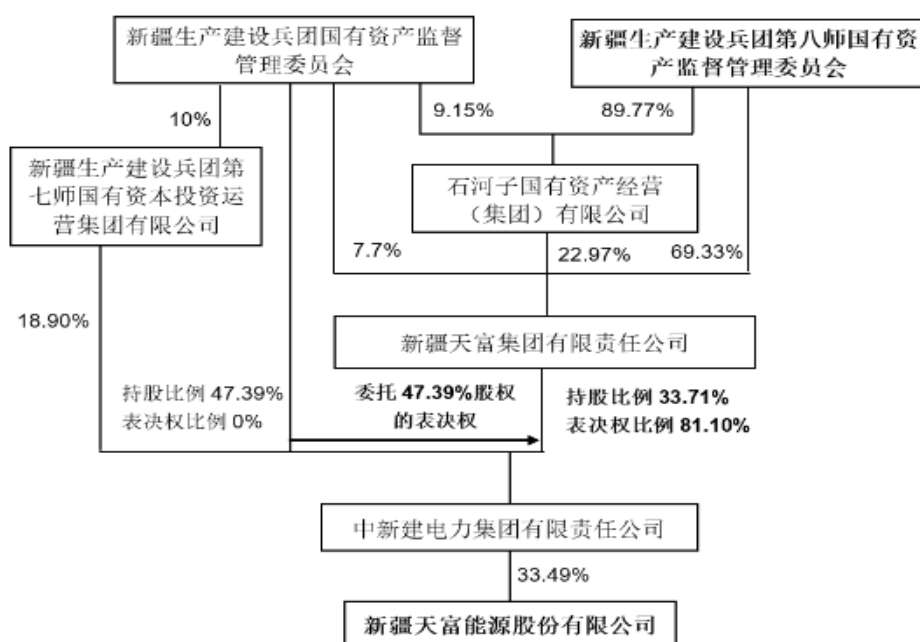 新疆生产建设兵团国有资产监督
管理委员会
新疆生产建设兵团第八师国有资
产监督管理委员会
10%
9.15%
89.77%
新疆生产建设兵团第
七师国有资本投资运
营集团有限公司
石河子国有资产经营
（集团）有限公司
7.7%
22.97%
69.33%
18.90%
新疆天富集团有限责任公司
持股比例 47.39%
表决权比例 0%
委托 47.39%股权
的表决权
持股比例 33.71%
表决权比例 81.10%
中新建电力集团有限责任公司
33.49%
新疆天富能源股份有限公司